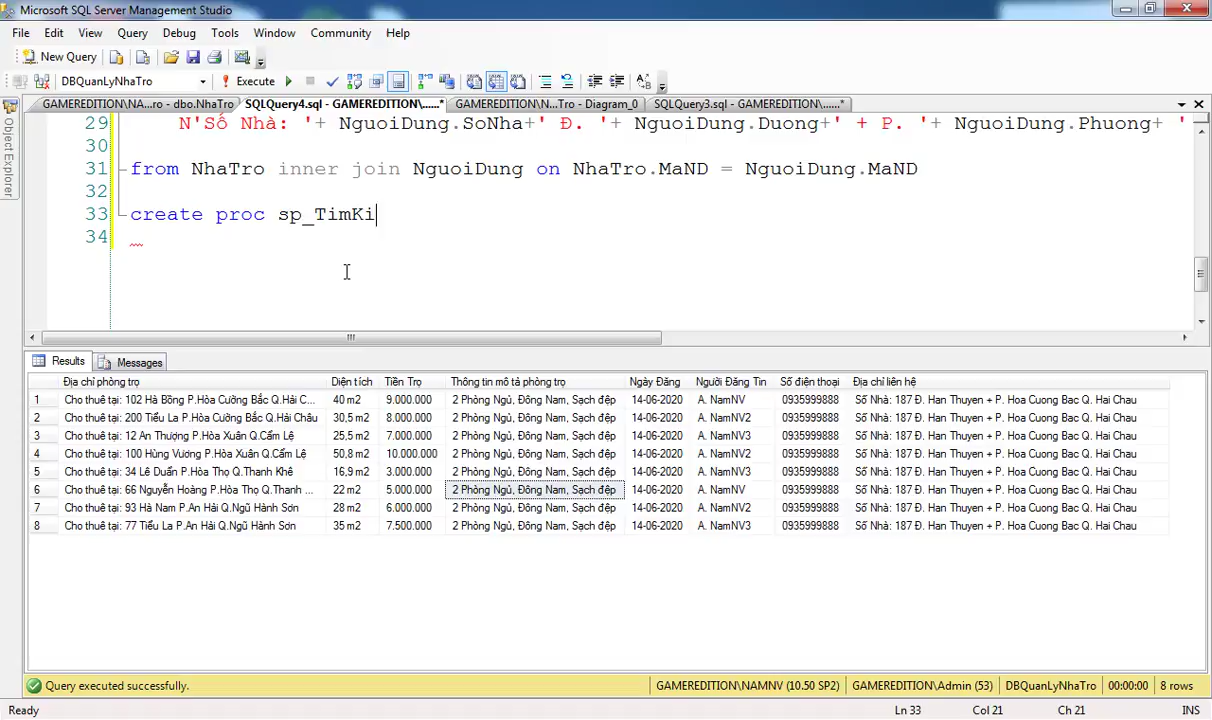 Microsoft SQL Server Management Studio
File Edit View Query Debug Tools Window Community Help
New Query
DBQuanLyNhaTro Execute
GAMEREDITION\NA...ro - dbo.NhaTro SQLQuery4.sql - GAMEREDITION\......* GAMEREDITION\N...Tro - Diagram_0 SQLQuery3.sql - GAMEREDITION\......*
Object Explorer
29 N'Số Nhà: '+ NguoiDung.SoNha+' Đ. '+ NguoiDung.Duong+' + P. '+ NguoiDung.Phuong+ '
30
31 from NhaTro inner join NguoiDung on NhaTro.MaND = NguoiDung.MaND
32
33 create proc sp_TimKi
34
Results Messages
Địa chỉ phòng trọ Diện tích Tiền Trọ Thông tin mô tả phòng trọ Ngày Đăng Người Đăng Tin Số điện thoại Địa chỉ liên hệ
1 Cho thuê tại: 102 Hà Bồng P.Hòa Cường Bắc Q.Hải C... 40 m2 9.000.000 2 Phòng Ngủ, Đông Nam, Sạch đẹp 14-06-2020 A. NamNV 0935999888 Số Nhà: 187 Đ. Han Thuyen + P. Hoa Cuong Bac Q. Hai Chau
2 Cho thuê tại: 200 Tiểu La P.Hòa Cường Bắc Q.Hải Châu 30,5 m2 8.000.000 2 Phòng Ngủ, Đông Nam, Sạch đẹp 14-06-2020 A. NamNV2 0935999888 Số Nhà: 187 Đ. Han Thuyen + P. Hoa Cuong Bac Q. Hai Chau
3 Cho thuê tại: 12 An Thượng P.Hòa Xuân Q.Cẩm Lệ 25,5 m2 7.000.000 2 Phòng Ngủ, Đông Nam, Sạch đẹp 14-06-2020 A. NamNV3 0935999888 Số Nhà: 187 Đ. Han Thuyen + P. Hoa Cuong Bac Q. Hai Chau
4 Cho thuê tại: 100 Hùng Vương P.Hòa Xuân Q.Cẩm Lệ 50,8 m2 10.000.000 2 Phòng Ngủ, Đông Nam, Sạch đẹp 14-06-2020 A. NamNV2 0935999888 Số Nhà: 187 Đ. Han Thuyen + P. Hoa Cuong Bac Q. Hai Chau
5 Cho thuê tại: 34 Lê Duẩn P.Hòa Thọ Q.Thanh Khê 16,9 m2 3.000.000 2 Phòng Ngủ, Đông Nam, Sạch đẹp 14-06-2020 A. NamNV3 0935999888 Số Nhà: 187 Đ. Han Thuyen + P. Hoa Cuong Bac Q. Hai Chau
6 Cho thuê tại: 66 Nguyễn Hoàng P.Hòa Thọ Q.Thanh ... 22 m2 5.000.000 2 Phòng Ngủ, Đông Nam, Sạch đẹp 14-06-2020 A. NamNV 0935999888 Số Nhà: 187 Đ. Han Thuyen + P. Hoa Cuong Bac Q. Hai Chau
7 Cho thuê tại: 93 Hà Nam P.An Hải Q.Ngũ Hành Sơn 28 m2 6.000.000 2 Phòng Ngủ, Đông Nam, Sạch đẹp 14-06-2020 A. NamNV2 0935999888 Số Nhà: 187 Đ. Han Thuyen + P. Hoa Cuong Bac Q. Hai Chau
8 Cho thuê tại: 77 Tiểu La P.An Hải Q.Ngũ Hành Sơn 35 m2 7.500.000 2 Phòng Ngủ, Đông Nam, Sạch đẹp 14-06-2020 A. NamNV3 0935999888 Số Nhà: 187 Đ. Han Thuyen + P. Hoa Cuong Bac Q. Hai Chau
Query executed successfully. GAMEREDITION\NAMNV (10.50 SP2) GAMEREDITION\Admin (53) DBQuanLyNhaTro 00:00:00 8 rows
Ready Ln 33 Col 21 Ch 21 INS